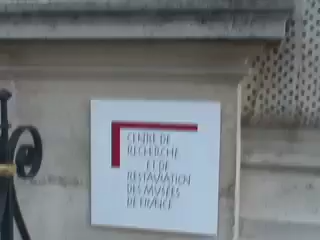 CENTRE DE
RECHERCHE
ET DE
RESTAURATION
DES MUSÉES
DE FRANCE